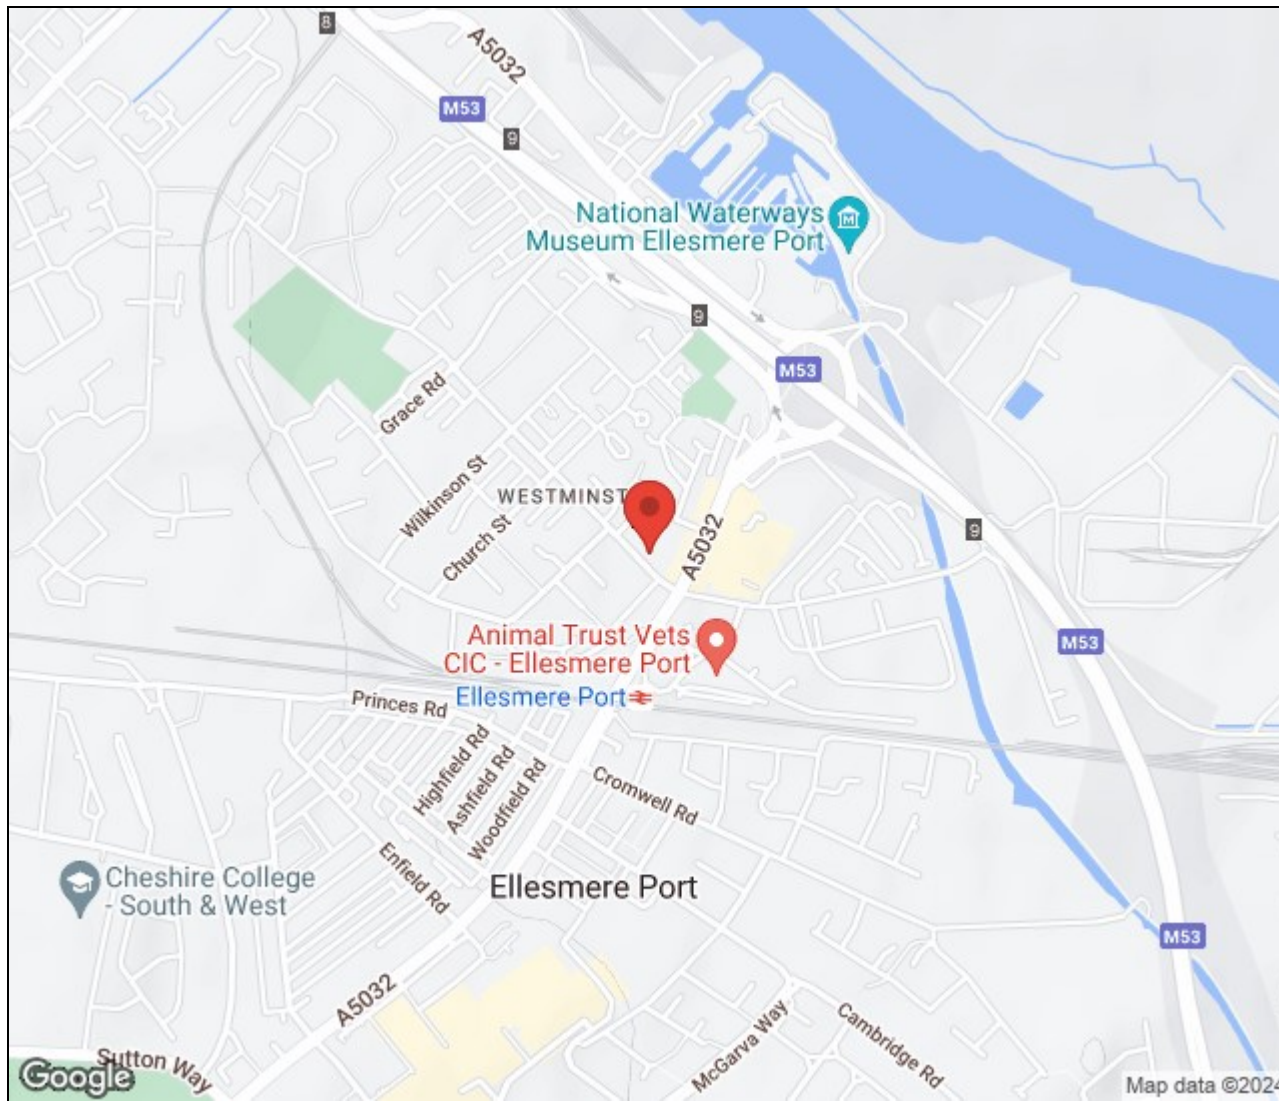 8
A5032
M53
9
National Waterways
Museum Ellesmere Port
9
M53
Grace Rd
Wilkinson St
WESTMINST
Church St
A5032
9
Animal Trust Vets
CIC - Ellesmere Port
M53
Ellesmere Port
Princes Rd
Highfield Rd
Ashfield Rd
Woodfield Rd
Cromwell Rd
Enfield Rd
Cheshire College
- South & West
Ellesmere Port
M53
A5032
McGarva Way
Cambridge Rd
Sutton Way
Google
Map data ©2024